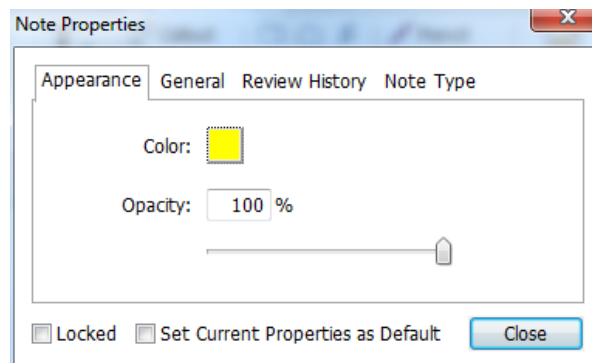 Note Properties
Appearance General Review History Note Type
Color:
Opacity: 100 %
Locked Set Current Properties as Default Close